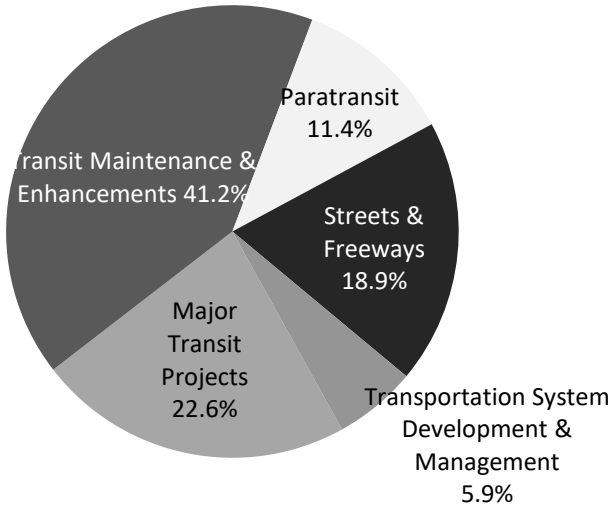 Paratransit
11.4%
Transit Maintenance &
Enhancements 41.2%
Streets &
Freeways
18.9%
Major
Transit
Projects
22.6%
Transportation System
Development &
Management
5.9%